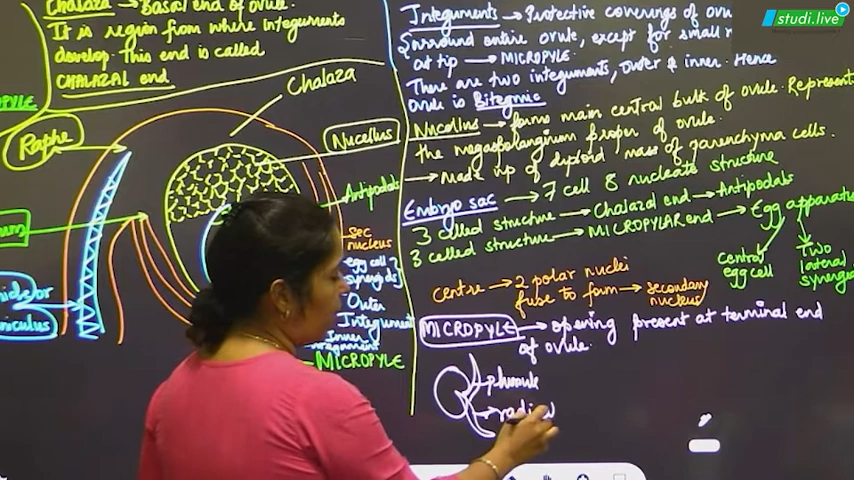 Chalaza → Basal end of ovule.
It is region from where integuments
develop. This end is called
CHALAZAL end
PYLE
Raphe
Chalaza
Nucellus
Antipodals
sec
nucleus
egg cell 2
synergids
Outer
Integument
Inner
integument
MICROPYLE
Integuments → Protective coverings of ovu
Surround entire ovule, except for small r
at tip → MICROPYLE.
There are two integuments, outer & inner. Hence
Ovule is Bitegmic
Nucellus → forms main central bulk of ovule. Represent
the megasporangium proper of ovule.
→ Made up of diploid mass of parenchyma cells.
Embryo sac → 7 cell 8 nucleate structure
3 celled structure → Chalazal end → Antipodals
3 celled structure → MICROPYLAR end → Egg apparatus
Central
egg cell
Two
lateral
synergid
Centre → 2 polar nuclei
fuse to form → secondary
nucleus
MICROPYLE → opening present at terminal end
of ovule.
plumule
studi.live